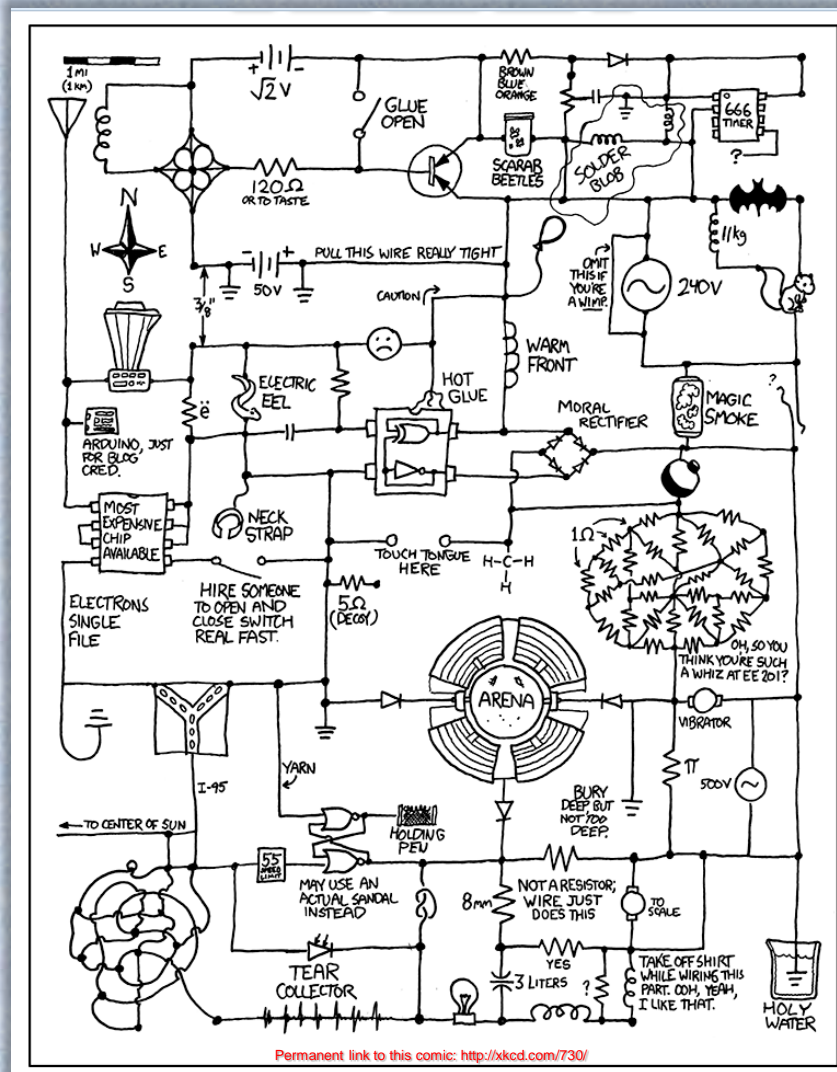 1 MI
(1 KM)
√2 V
+
-
GLUE
OPEN
BROWN
BLUE
ORANGE
666
TIMER
?
SCARAB
BEETLES
SOLDER
BLOB
120Ω
OR TO TASTE
N
W
E
S
11kg
-
+
50V
PULL THIS WIRE REALLY TIGHT
OMIT
THIS IF
YOU'RE
A WIMP.
240V
3/8"
CAUTION
WARM
FRONT
ELECTRIC
EEL
HOT
GLUE
MORAL
RECTIFIER
MAGIC
SMOKE
?
ë
ARDUINO, JUST
FOR BLOG
CRED.
MOST
EXPENSIVE
CHIP
AVAILABLE
NECK
STRAP
TOUCH TONGUE
HERE
H-C-H
H
1Ω
HIRE SOMEONE
TO OPEN AND
CLOSE SWITCH
REAL FAST.
5Ω
(DECOY)
ELECTRONS
SINGLE
FILE
OH, SO YOU
THINK YOU'RE SUCH
A WHIZ AT EE 201?
ARENA
VIBRATOR
I-95
YARN
π
500V
BURY
DEEP BUT
NOT TOO
DEEP.
TO CENTER OF SUN
HOLDING
PEN
55
SPEED
LIMIT
MAY USE AN
ACTUAL SANDAL
INSTEAD
8mm
NOT A RESISTOR;
WIRE JUST
DOES THIS
TO
SCALE
YES
TEAR
COLLECTOR
3 LITERS
?
TAKE OFF SHIRT
WHILE WIRING THIS
PART. OOH, YEAH,
I LIKE THAT.
HOLY
WATER
Permanent link to this comic: http://xkcd.com/730/